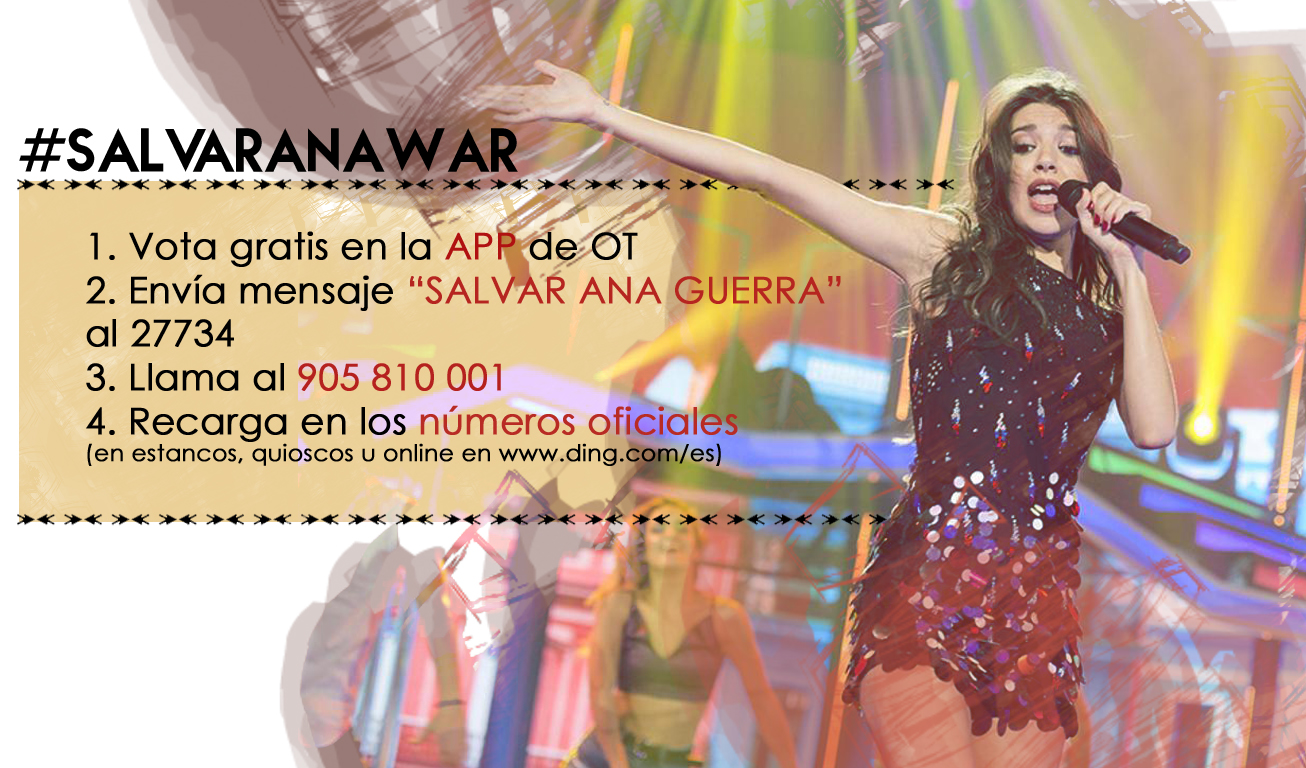 #SALVARANAWAR
1. Vota gratis en la APP de OT
2. Envía mensaje “SALVAR ANA GUERRA”
al 27734
3. Llama al 905 810 001
4. Recarga en los números oficiales
(en estancos, quioscos u online en www.ding.com/es)